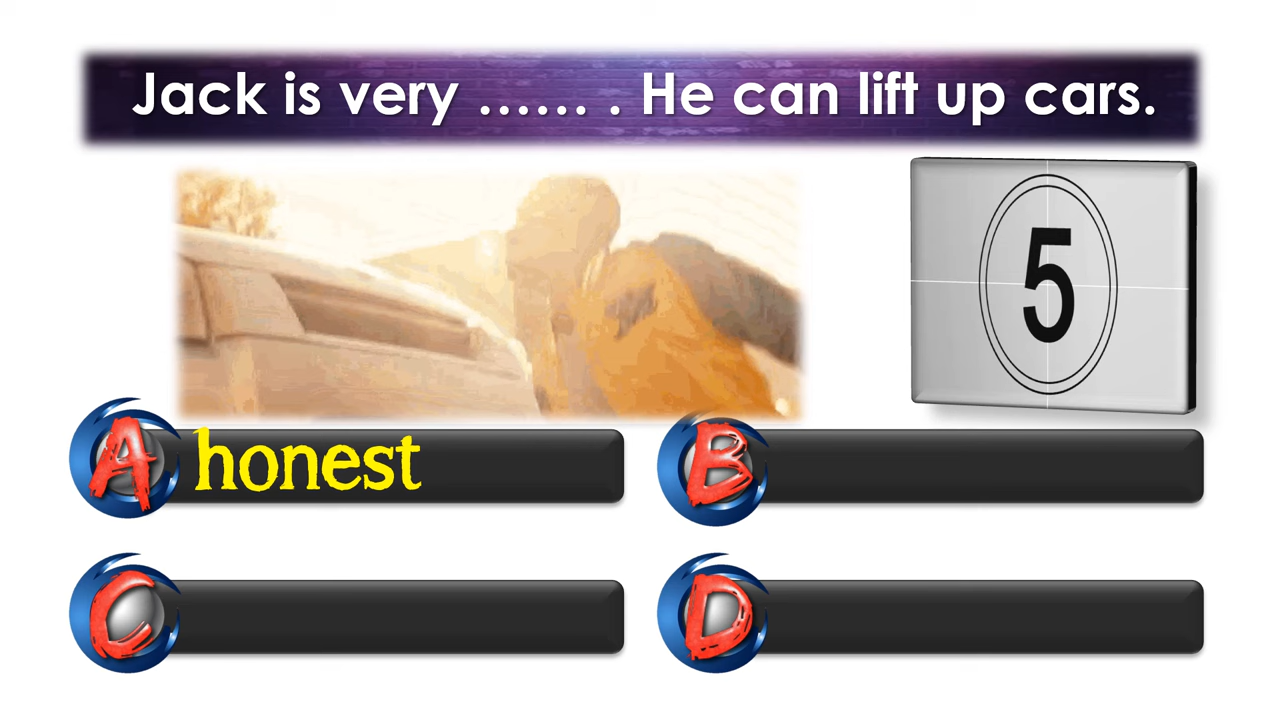 Jack is very ...... . He can lift up cars.
5
A honest
B
C
D